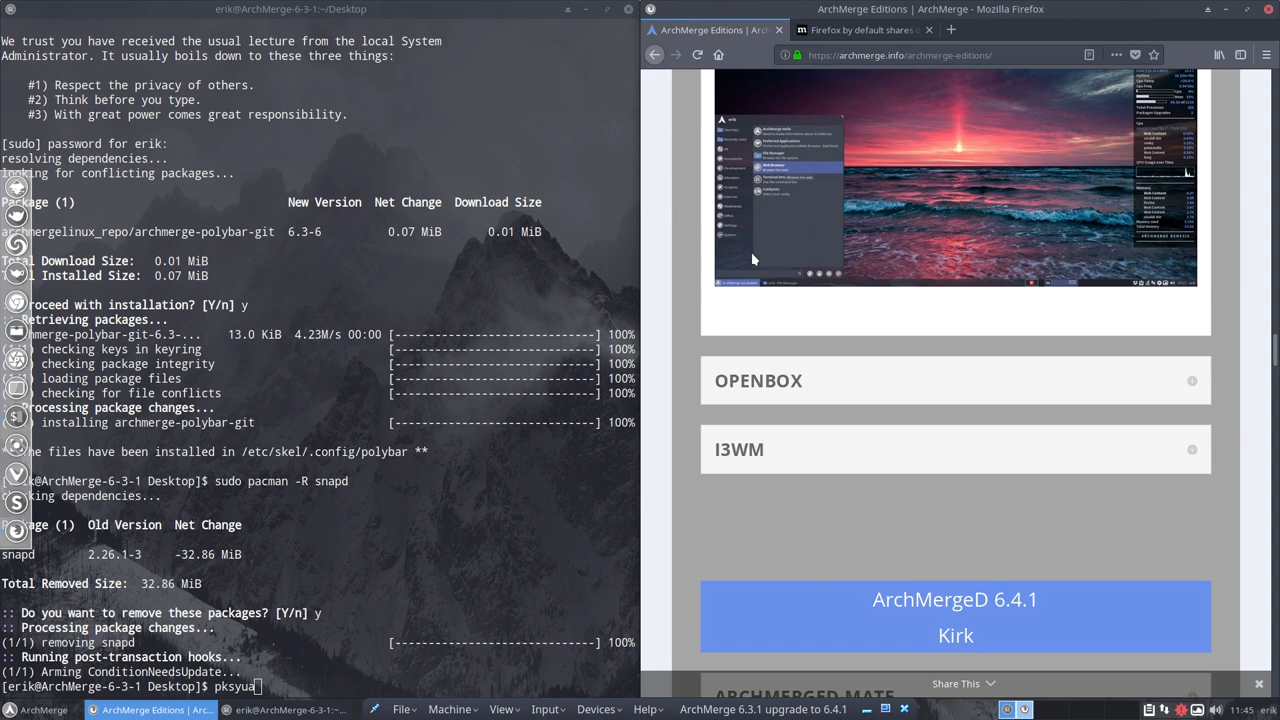 erik@ArchMerge-6-3-1:~/Desktop
We trust you have received the usual lecture from the local System
Administrator. It usually boils down to these three things:
#1) Respect the privacy of others.
#2) Think before you type.
#3) With great power comes great responsibility.
[sudo] password for erik:
resolving dependencies...
looking for conflicting packages...
New Version Net Change Download Size
6.3-6 0.07 MiB 0.01 MiB
Download Size: 0.01 MiB
Installed Size: 0.07 MiB
Proceed with installation? [Y/n] y
Retrieving packages...
13.0 KiB 4.23M/s 00:00 [----------------------] 100%
checking keys in keyring [----------------------] 100%
checking package integrity [----------------------] 100%
loading package files [----------------------] 100%
for file conflicts [----------------------] 100%
Processing package changes...
installing archmerge-polybar-git [----------------------] 100%
files have been installed in /etc/skel/.config/polybar **
@ArchMerge-6-3-1 Desktop]$ sudo pacman -R snapd
dependencies...
(1) Old Version Net Change
snapd 2.26.1-3 -32.86 MiB
Total Removed Size: 32.86 MiB
:: Do you want to remove these packages? [Y/n] y
:: Processing package changes...
(1/1) removing snapd [----------------------] 100%
:: Running post-transaction hooks...
(1/1) Arming ConditionNeedsUpdate...
[erik@ArchMerge-6-3-1 Desktop]$ pksyua
ArchMerge Editions | ArchMerge - Mozilla Firefox
ArchMerge Editions | Arch
Firefox by default shares d
https://archmerge.info/archmerge-editions/
OPENBOX
I3WM
ArchMergeD 6.4.1
Kirk
ARCHMERGED MATE
Share This
ArchMerge
ArchMerge Editions | Arc...
erik@ArchMerge-6-3-1:~/...
File Machine View Input Devices Help
ArchMerge 6.3.1 upgrade to 6.4.1
11:45 erik